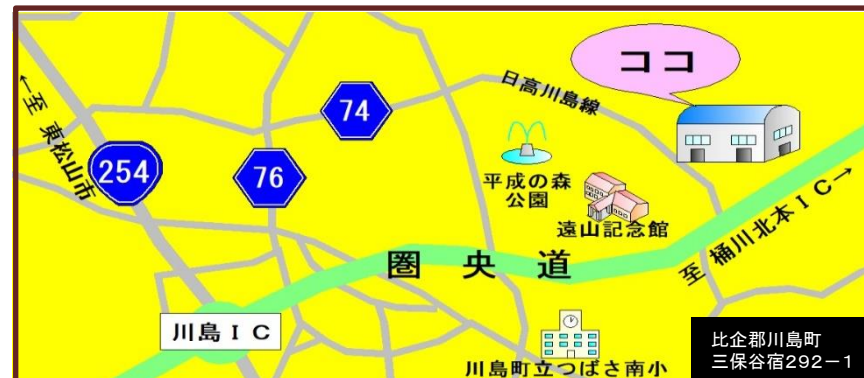 ココ
日高川島線
74
←至 東松山市
254
76
平成の森
公園
遠山記念館
圏央道
至 桶川北本IC→
川島IC
川島町立つばさ南小
比企郡川島町
三保谷宿292-1